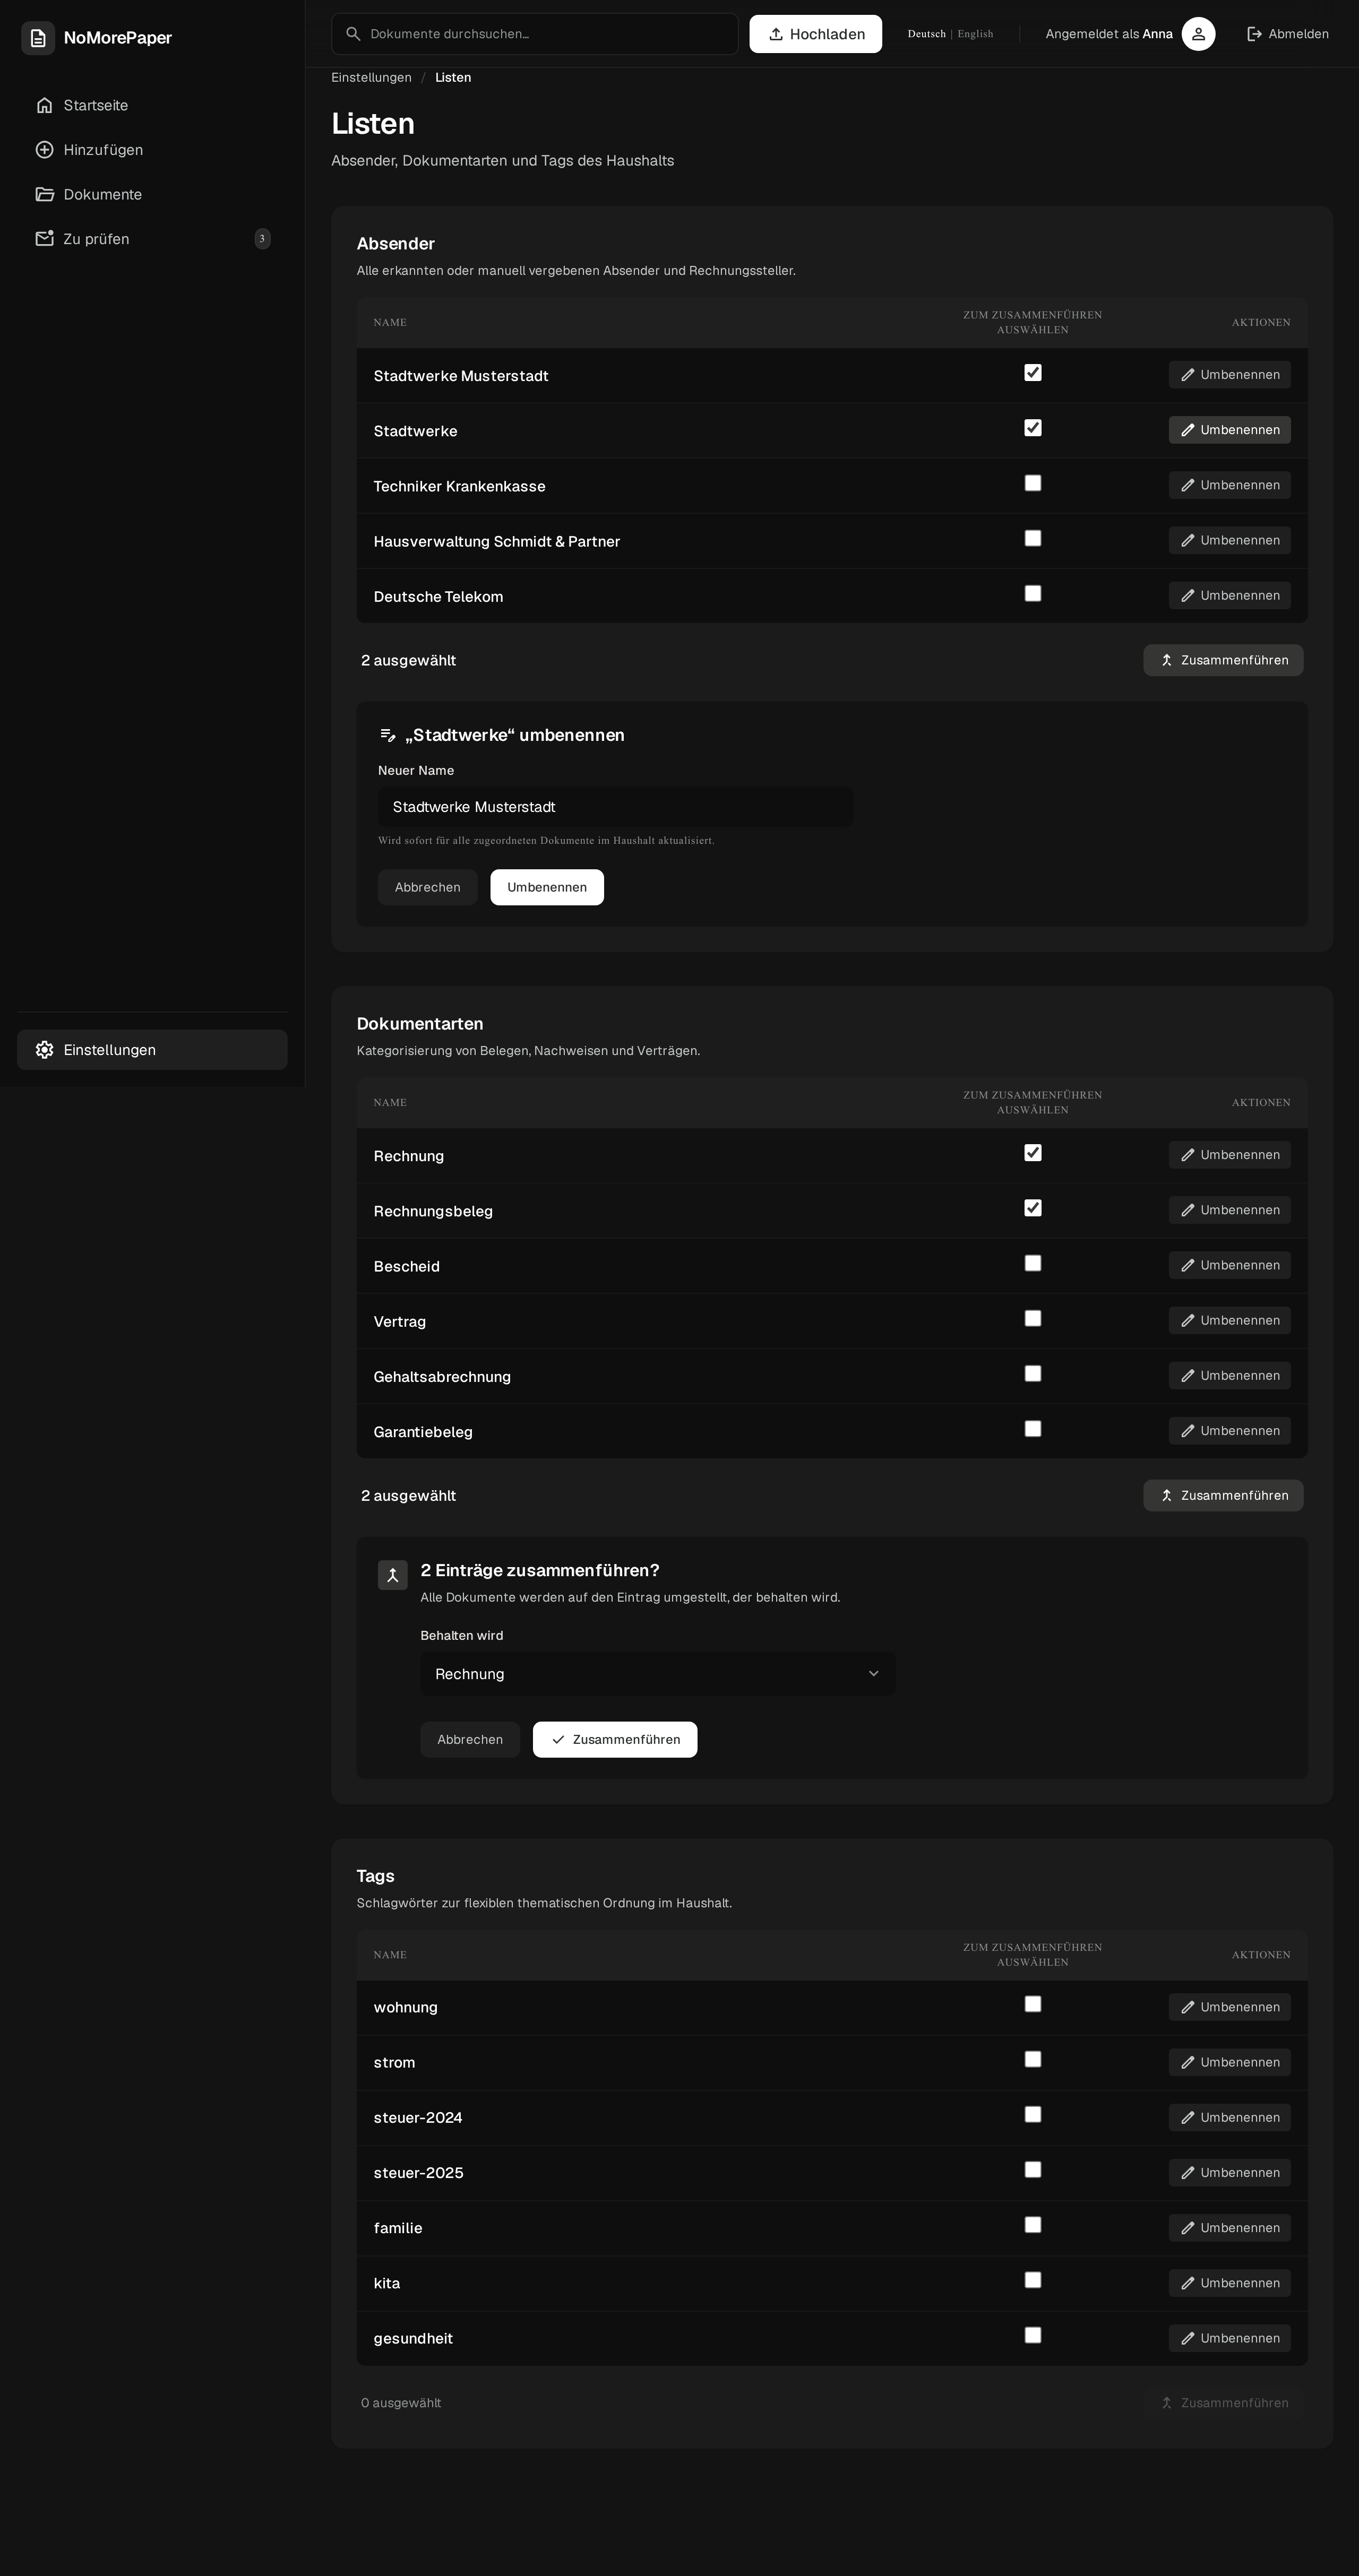 NoMorePaper
Dokumente durchsuchen...
Hochladen
Deutsch | English
Angemeldet als Anna
Abmelden
Startseite
Hinzufügen
Dokumente
Zu prüfen
3
Einstellungen
Einstellungen / Listen
Listen
Absender, Dokumentarten und Tags des Haushalts
Absender
Alle erkannten oder manuell vergebenen Absender und Rechnungssteller.
NAME
ZUM ZUSAMMENFÜHREN
AUSWÄHLEN
AKTIONEN
Stadtwerke Musterstadt
Umbenennen
Stadtwerke
Umbenennen
Techniker Krankenkasse
Umbenennen
Hausverwaltung Schmidt & Partner
Umbenennen
Deutsche Telekom
Umbenennen
2 ausgewählt
Zusammenführen
„Stadtwerke“ umbenennen
Neuer Name
Stadtwerke Musterstadt
Wird sofort für alle zugeordneten Dokumente im Haushalt aktualisiert.
Abbrechen
Umbenennen
Dokumentarten
Kategorisierung von Belegen, Nachweisen und Verträgen.
NAME
ZUM ZUSAMMENFÜHREN
AUSWÄHLEN
AKTIONEN
Rechnung
Umbenennen
Rechnungsbeleg
Umbenennen
Bescheid
Umbenennen
Vertrag
Umbenennen
Gehaltsabrechnung
Umbenennen
Garantiebeleg
Umbenennen
2 ausgewählt
Zusammenführen
2 Einträge zusammenführen?
Alle Dokumente werden auf den Eintrag umgestellt, der behalten wird.
Behalten wird
Rechnung
Abbrechen
Zusammenführen
Tags
Schlagwörter zur flexiblen thematischen Ordnung im Haushalt.
NAME
ZUM ZUSAMMENFÜHREN
AUSWÄHLEN
AKTIONEN
wohnung
Umbenennen
strom
Umbenennen
steuer-2024
Umbenennen
steuer-2025
Umbenennen
familie
Umbenennen
kita
Umbenennen
gesundheit
Umbenennen
0 ausgewählt
Zusammenführen